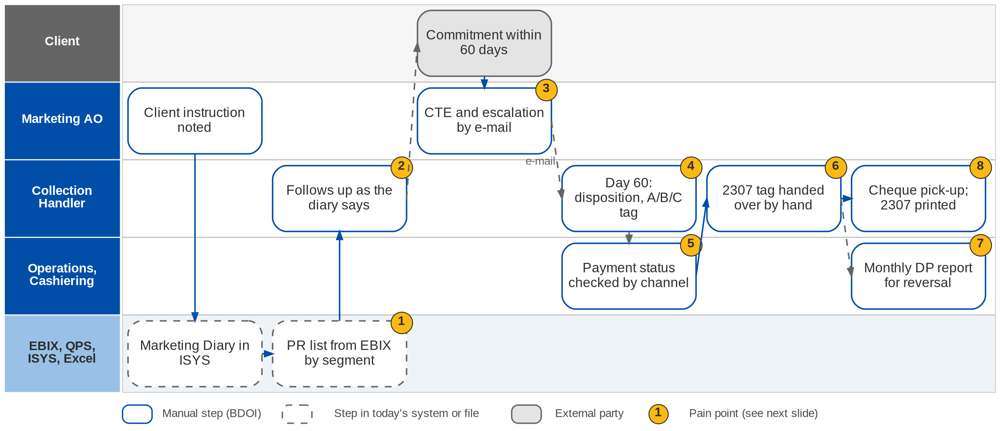 Client
Commitment within
60 days
Marketing AO
Client instruction
noted
3
CTE and escalation
by e-mail
e-mail
Collection
Handler
2
Follows up as the
diary says
4
Day 60:
disposition, A/B/C
tag
6
2307 tag handed
over by hand
8
Cheque pick-up;
2307 printed
Operations,
Cashiering
5
Payment status
checked by channel
7
Monthly DP report
for reversal
EBIX, QPS,
ISYS, Excel
Marketing Diary in
ISYS
1
PR list from EBIX
by segment
Manual step (BDOI)
Step in today's system or file
External party
1
Pain point (see next slide)